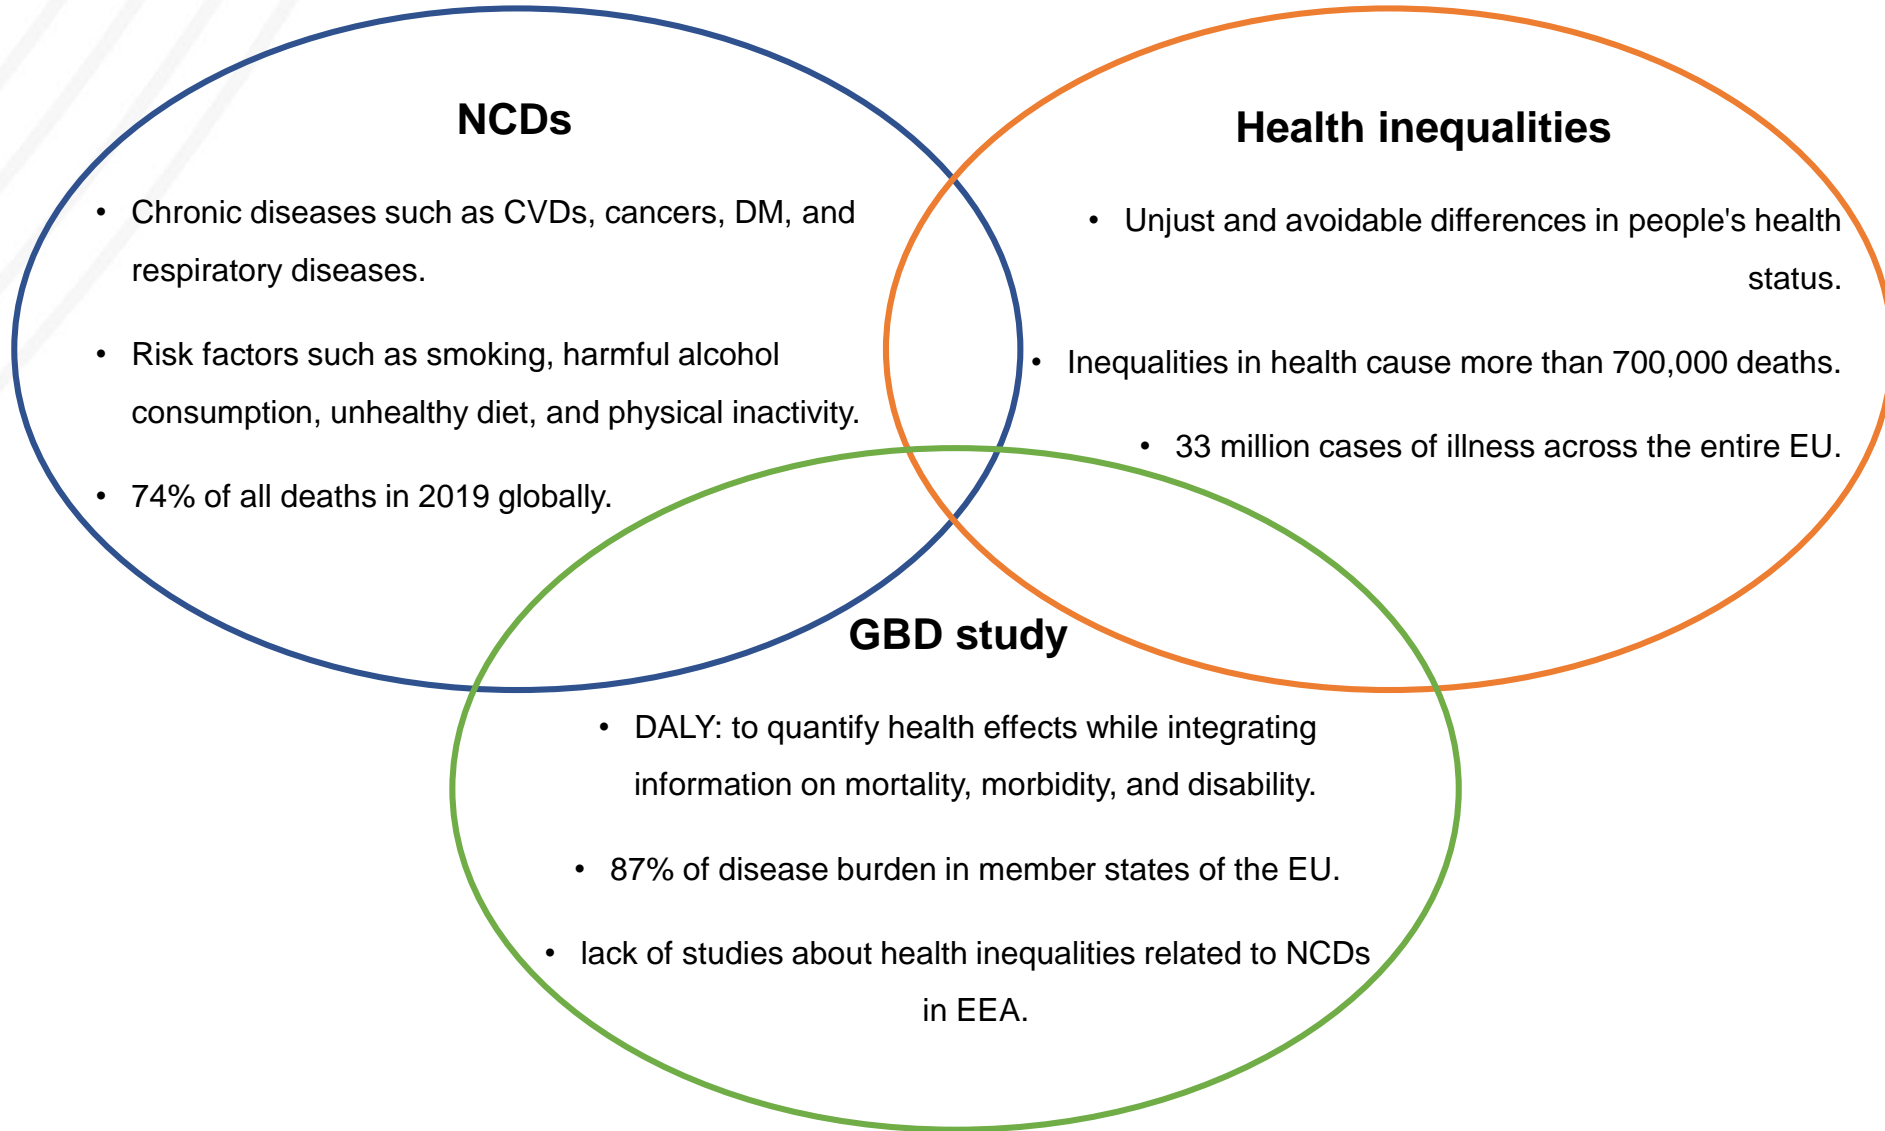 NCDs
• Chronic diseases such as CVDs, cancers, DM, and
respiratory diseases.
• Risk factors such as smoking, harmful alcohol
consumption, unhealthy diet, and physical inactivity.
• 74% of all deaths in 2019 globally.
Health inequalities
• Unjust and avoidable differences in people's health
status.
• Inequalities in health cause more than 700,000 deaths.
• 33 million cases of illness across the entire EU.
GBD study
• DALY: to quantify health effects while integrating
information on mortality, morbidity, and disability.
• 87% of disease burden in member states of the EU.
• lack of studies about health inequalities related to NCDs
in EEA.